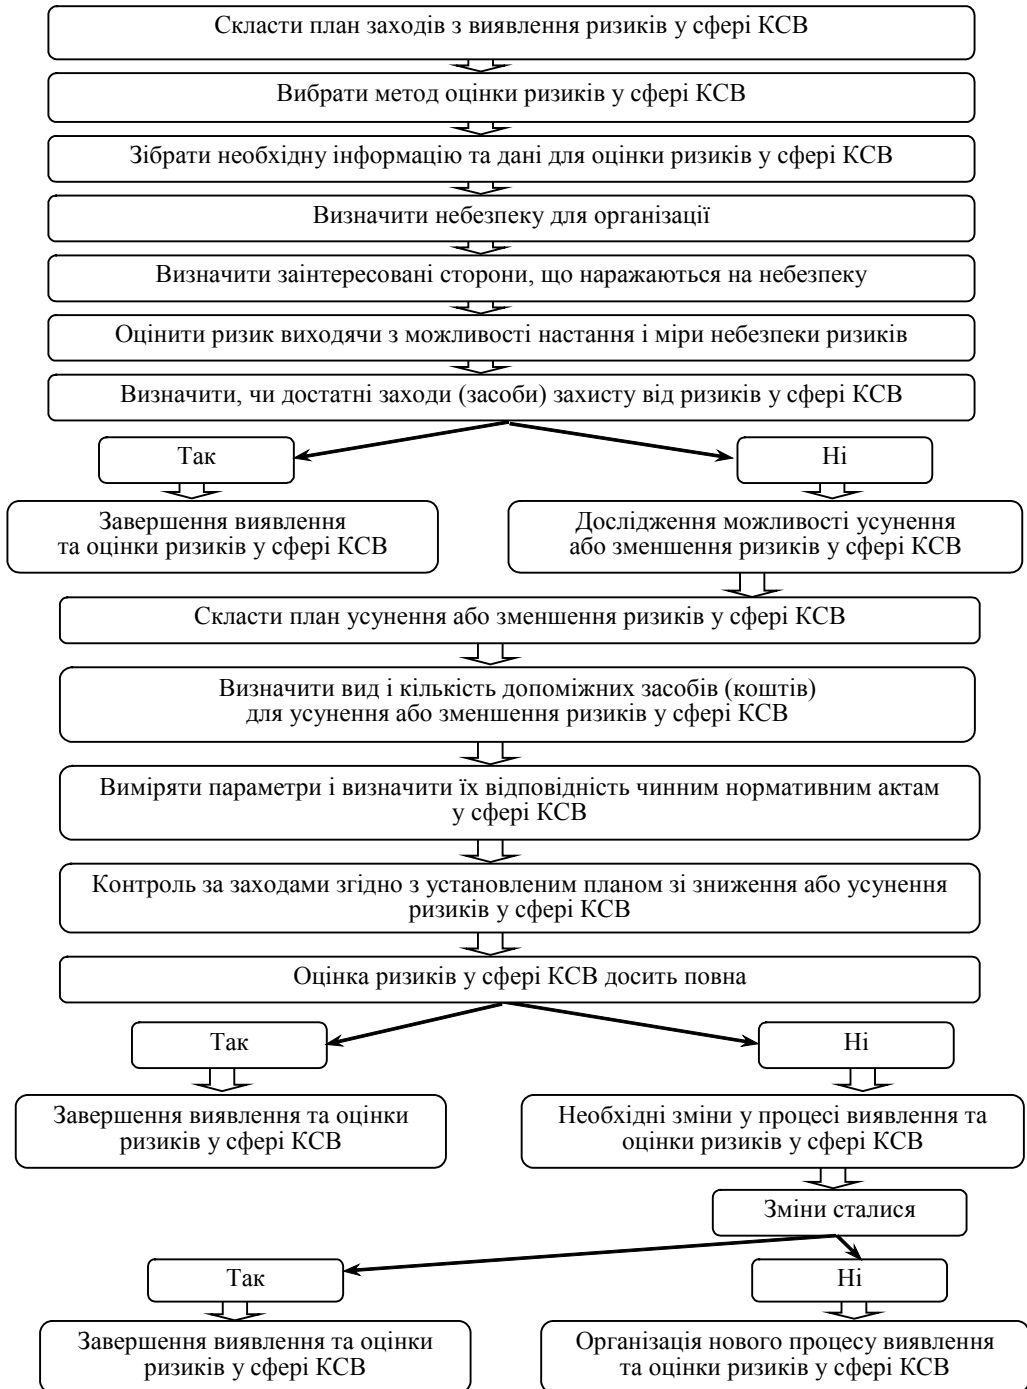 Скласти план заходів з виявлення ризиків у сфері КСВ
Вибрати метод оцінки ризиків у сфері КСВ
Зібрати необхідну інформацію та дані для оцінки ризиків у сфері КСВ
Визначити небезпеку для організації
Визначити заінтересовані сторони, що наражаються на небезпеку
Оцінити ризик виходячи з можливості настання і міри небезпеки ризиків
Визначити, чи достатні заходи (засоби) захисту від ризиків у сфері КСВ
Так
Ні
Завершення виявлення
та оцінки ризиків у сфері КСВ
Дослідження можливості усунення
або зменшення ризиків у сфері КСВ
Скласти план усунення або зменшення ризиків у сфері КСВ
Визначити вид і кількість допоміжних засобів (коштів)
для усунення або зменшення ризиків у сфері КСВ
Виміряти параметри і визначити їх відповідність чинним нормативним актам
у сфері КСВ
Контроль за заходами згідно з установленим планом зі зниження або усунення
ризиків у сфері КСВ
Оцінка ризиків у сфері КСВ досить повна
Так
Ні
Завершення виявлення та оцінки
ризиків у сфері КСВ
Необхідні зміни у процесі виявлення та
оцінки ризиків у сфері КСВ
Зміни сталися
Так
Ні
Завершення виявлення та оцінки
ризиків у сфері КСВ
Організація нового процесу виявлення
та оцінки ризиків у сфері КСВ